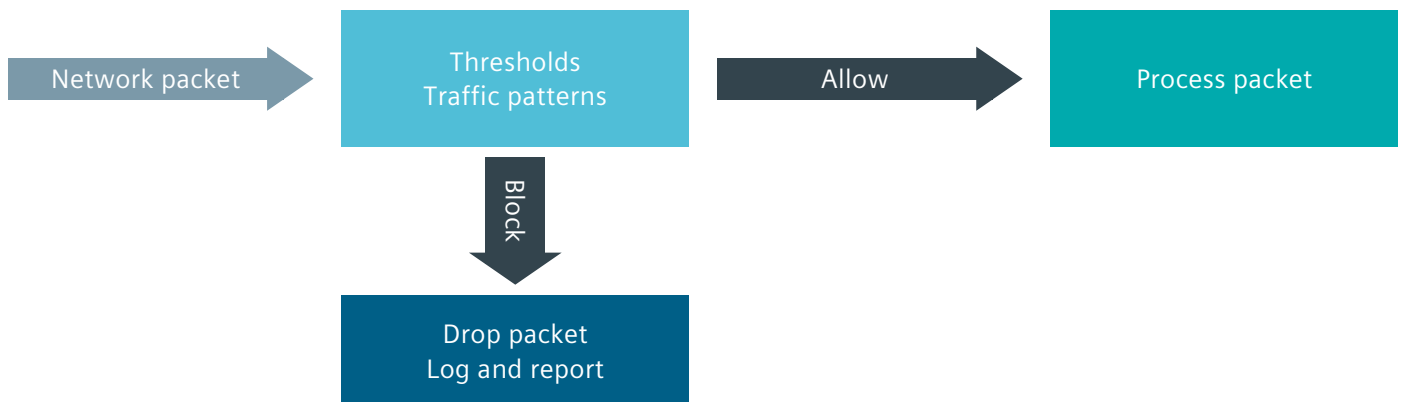 Network packet
Thresholds
Traffic patterns
Allow
Process packet
Block
Drop packet
Log and report